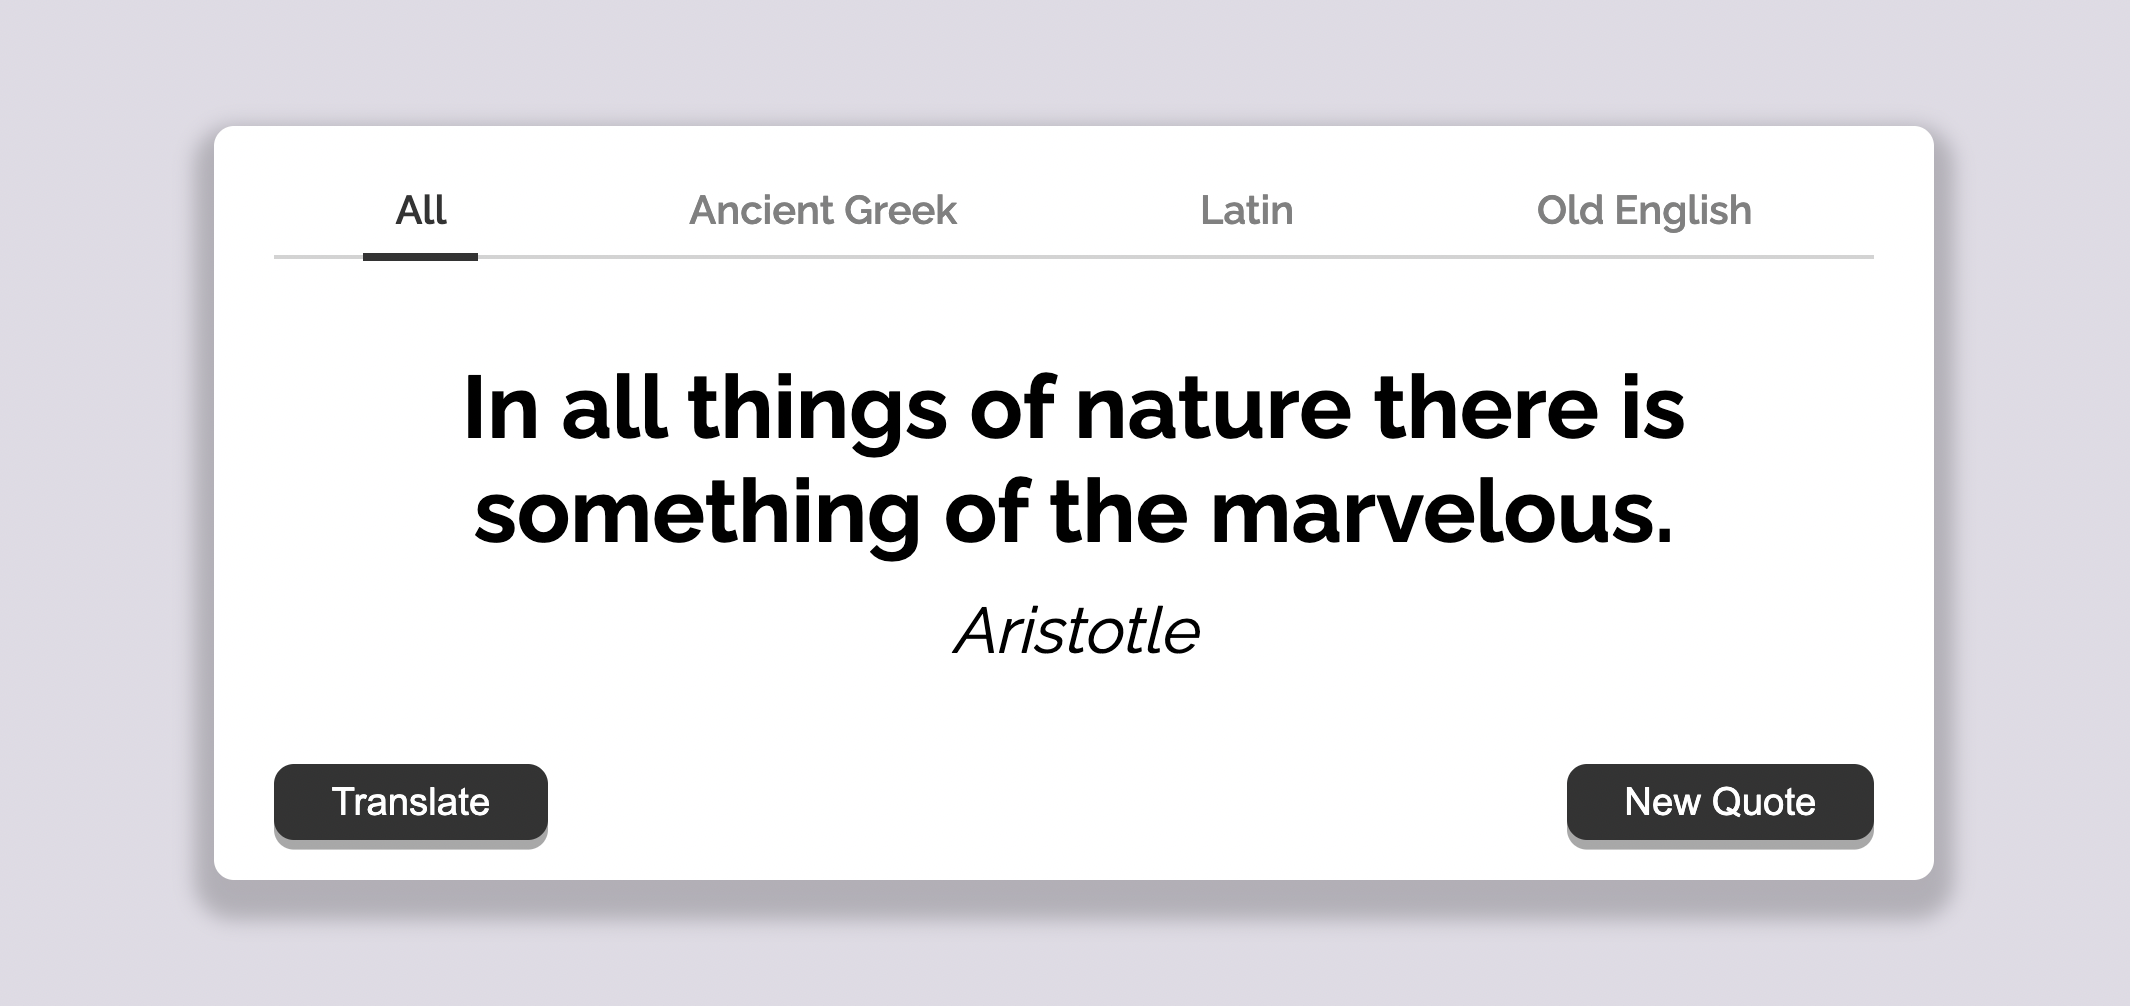 All Ancient Greek Latin Old English
In all things of nature there is
something of the marvelous.
Aristotle
Translate New Quote